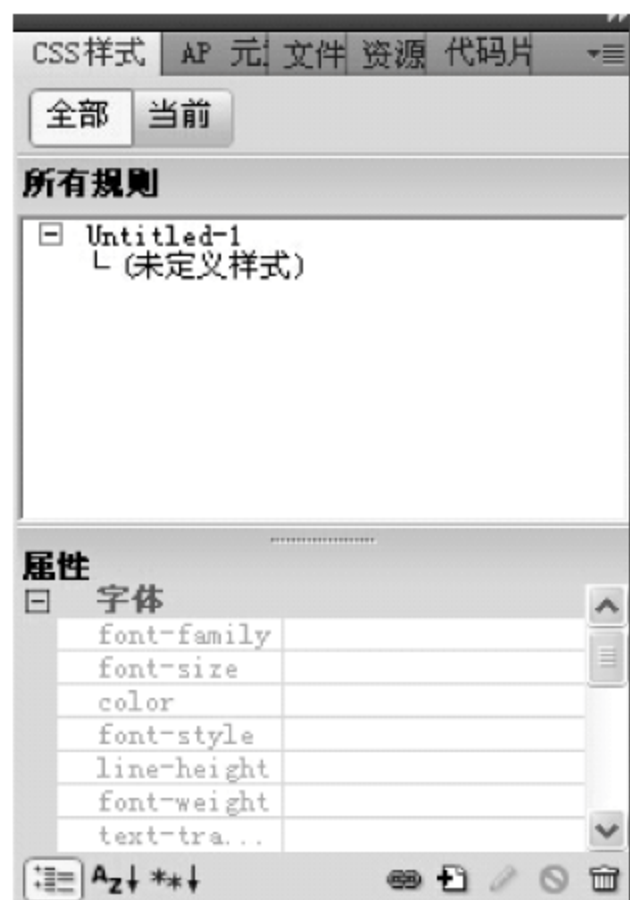 CSS样式 AP 元 文件 资源 代码片
全部 当前
所有规则
Untitled-1
(未定义样式)
属性
字体
font-family
font-size
color
font-style
line-height
font-weight
text-tra...
Az↓ **↓